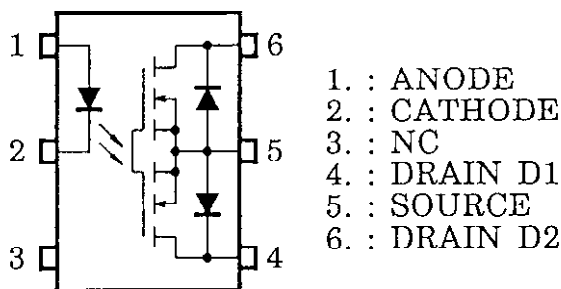 1 6
2 5
3 4
1. : ANODE
2. : CATHODE
3. : NC
4. : DRAIN D1
5. : SOURCE
6. : DRAIN D2